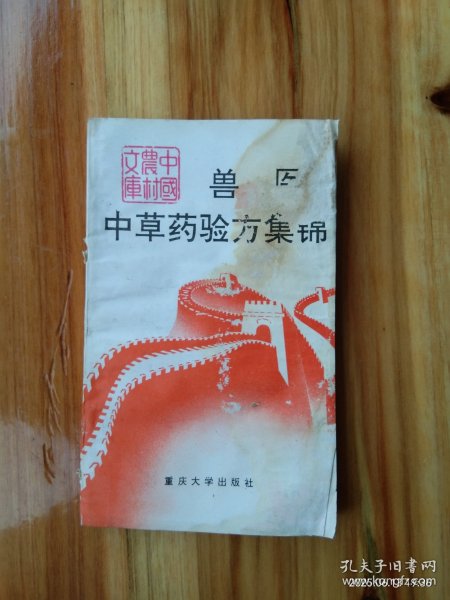 中國
農村
文庫
兽医
中草药验方集锦
重庆大学出版社
孔夫子旧书网